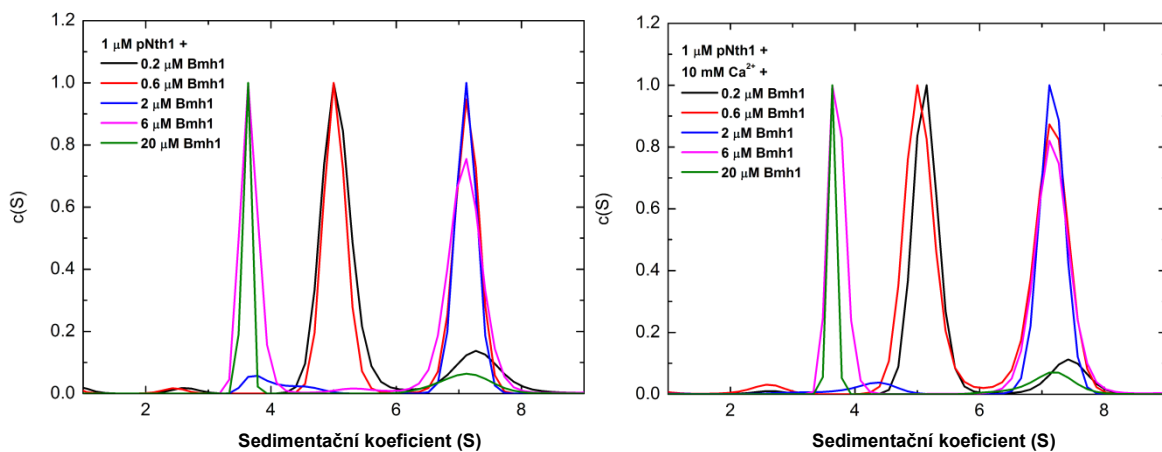 1.2
1.0
0.8
0.6
0.4
0.2
0.0
c(S)
1 μM pNth1 +
0.2 μM Bmh1
0.6 μM Bmh1
2 μM Bmh1
6 μM Bmh1
20 μM Bmh1
2 4 6 8
Sedimentační koeficient (S)
1.2
1.0
0.8
0.6
0.4
0.2
0.0
c(S)
1 μM pNth1 +
10 mM Ca²⁺ +
0.2 μM Bmh1
0.6 μM Bmh1
2 μM Bmh1
6 μM Bmh1
20 μM Bmh1
2 4 6 8
Sedimentační koeficient (S)